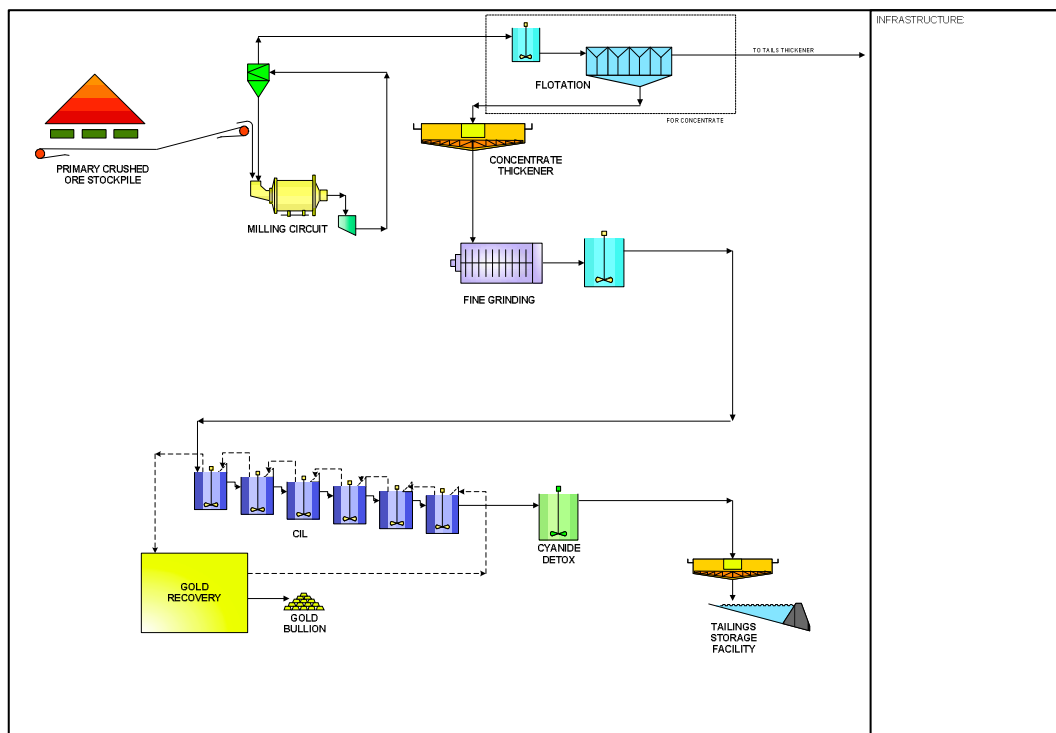 INFRASTRUCTURE:
TO TAILS THICKENER
FLOTATION
FOR CONCENTRATE
CONCENTRATE
THICKENER
PRIMARY CRUSHED
ORE STOCKPILE
MILLING CIRCUIT
FINE GRINDING
CIL
CYANIDE
DETOX
GOLD
RECOVERY
GOLD
BULLION
TAILINGS
STORAGE
FACILITY